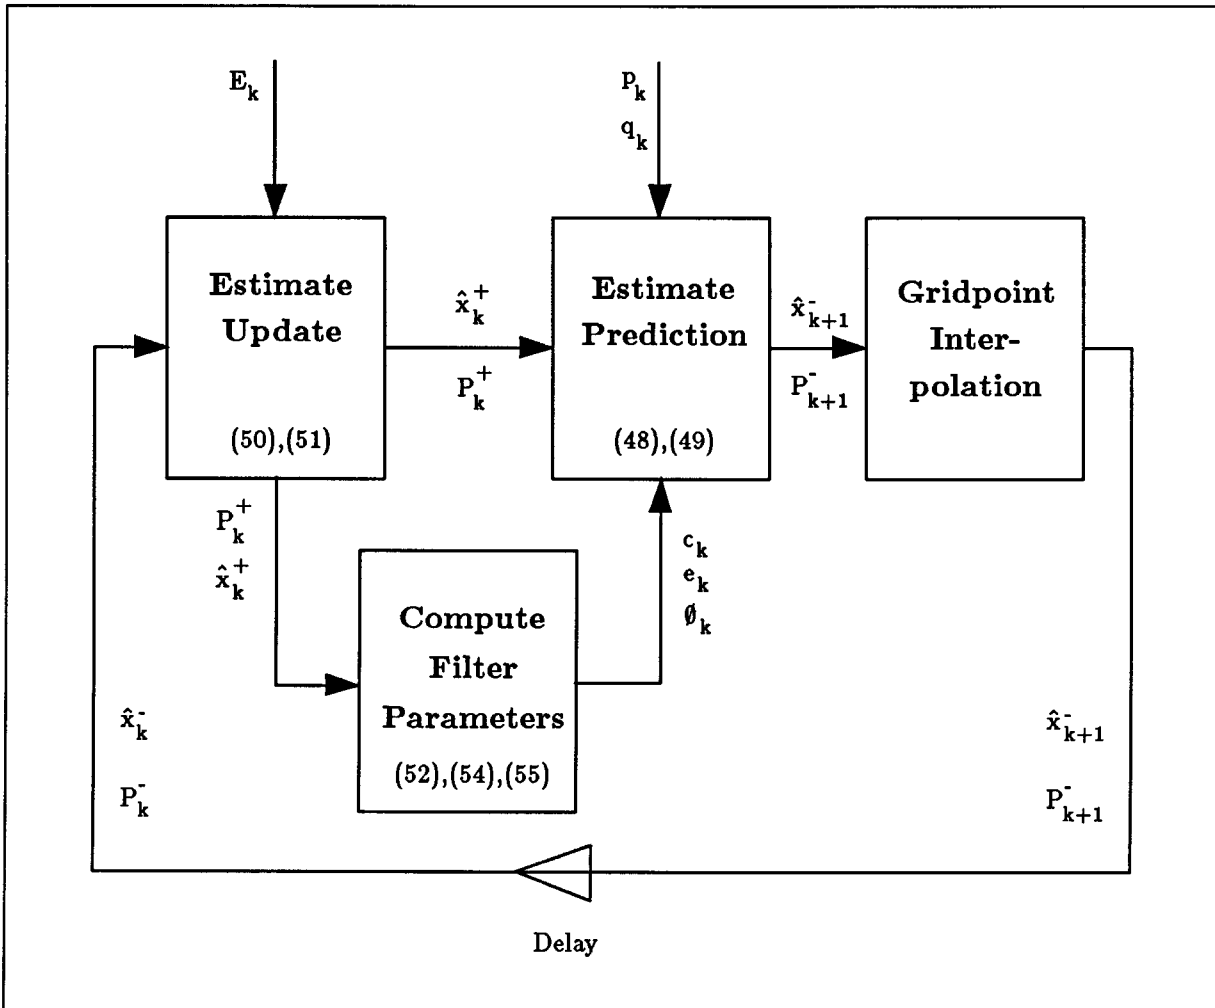 E_k
p_k
q_k
Estimate
Update
(50),(51)
x̂_k^+
P_k^+
Estimate
Prediction
(48),(49)
x̂_{k+1}^-
P_{k+1}^-
Gridpoint
Inter-
polation
P_k^+
x̂_k^+
Compute
Filter
Parameters
(52),(54),(55)
c_k
e_k
∅_k
x̂_k^-
P_k^-
x̂_{k+1}^-
P_{k+1}^-
Delay